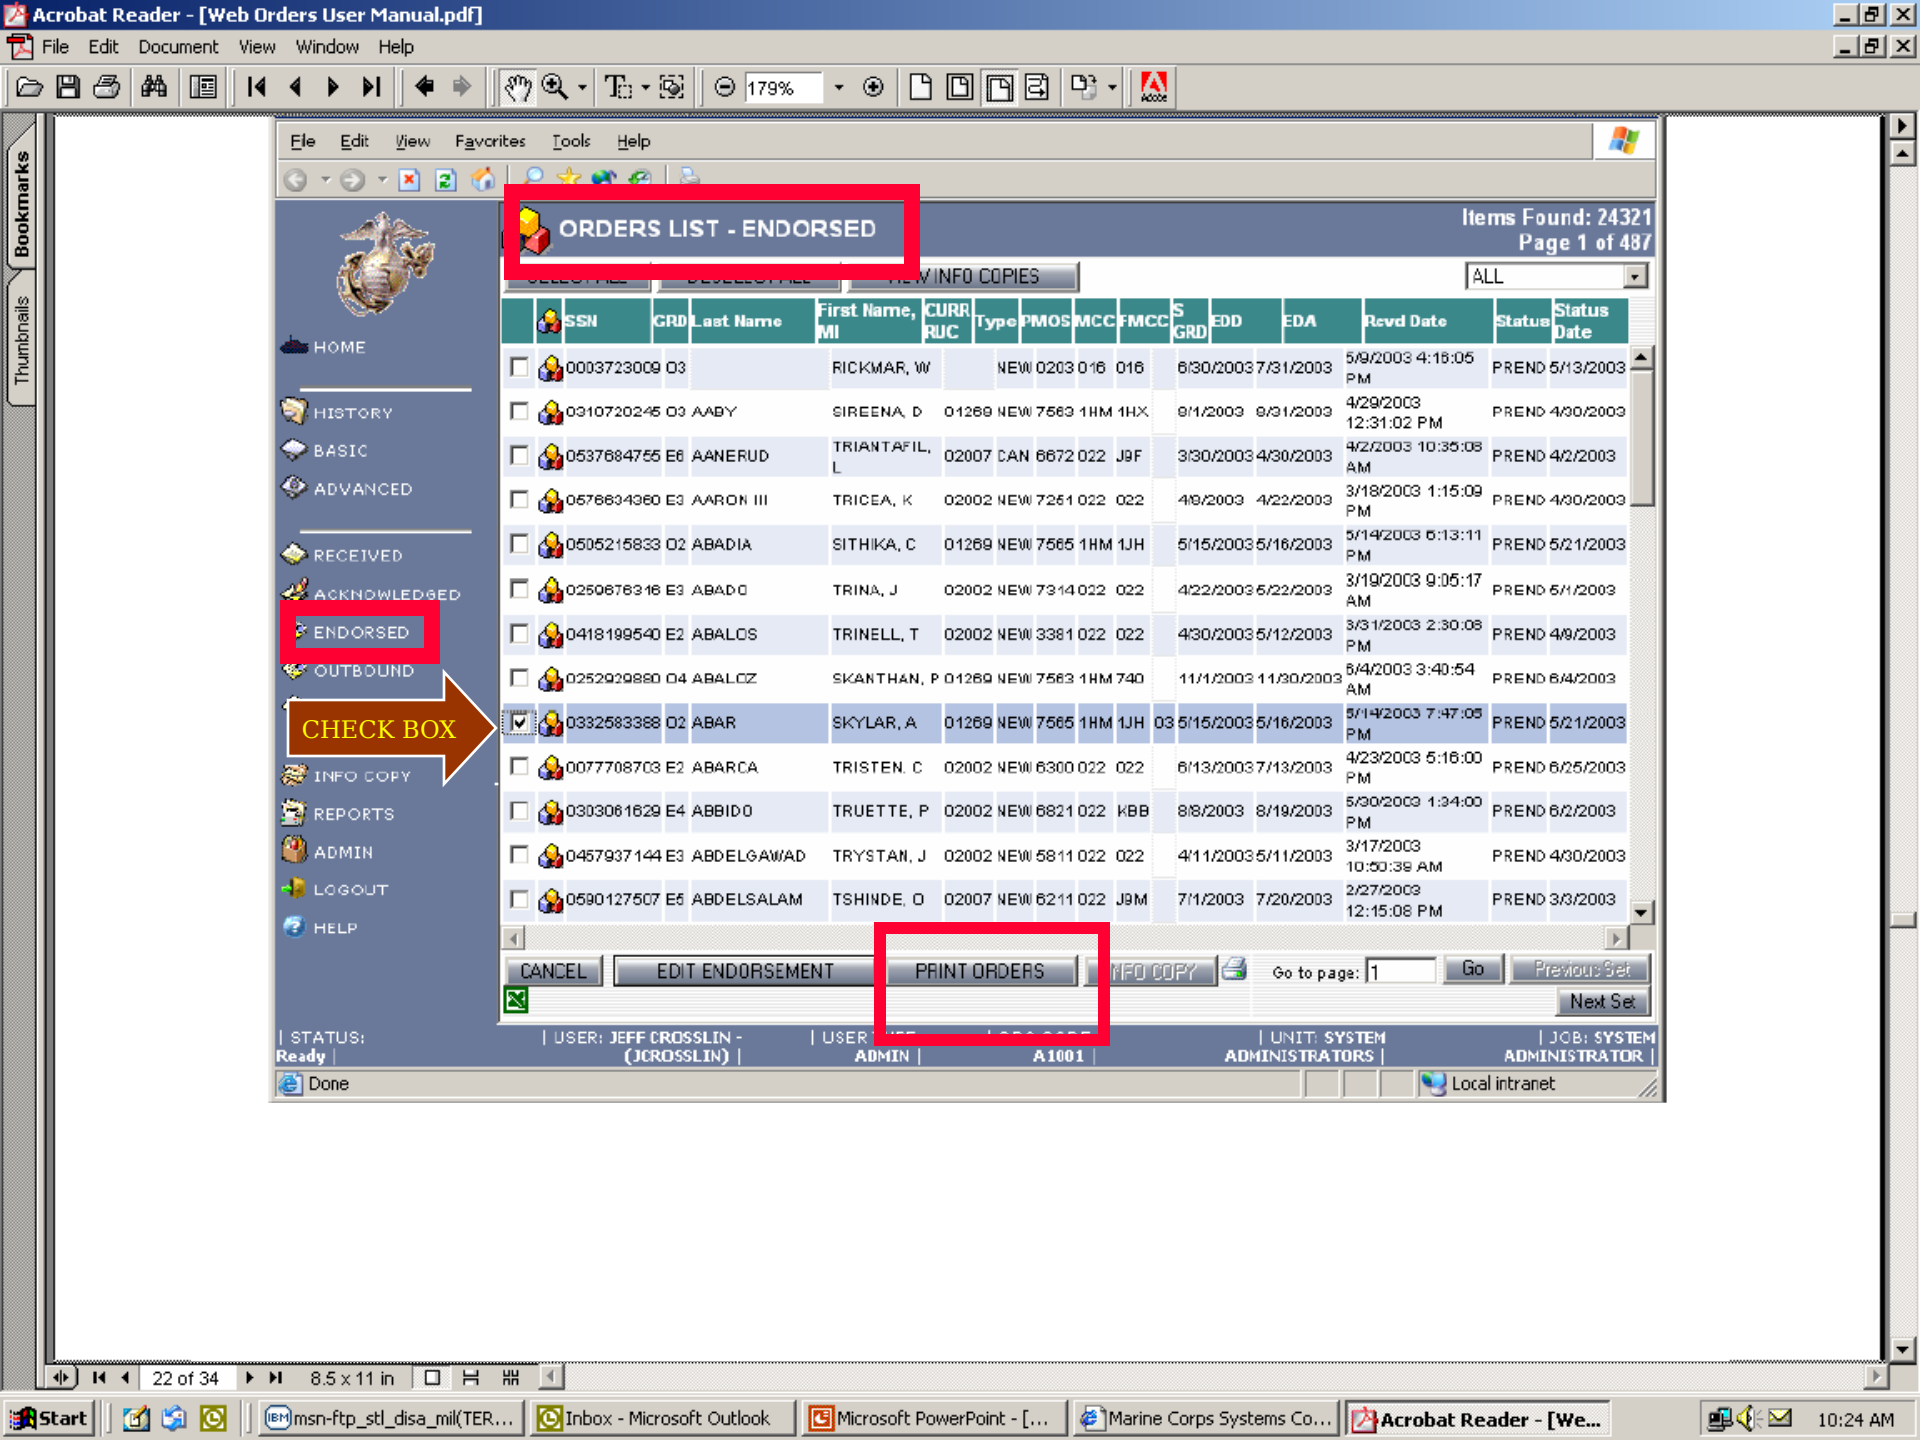 Acrobat Reader - [Web Orders User Manual.pdf]
File Edit Document View Window Help
179%
Adobe
Bookmarks
Thumbnails
File Edit View Favorites Tools Help
ORDERS LIST - ENDORSED
Items Found: 24321
Page 1 of 487
INFO COPIES
ALL
SSN GRD Last Name First Name, MI CURR RUC Type PMOS MCC FMCC S GRD EDD EDA Rcvd Date Status Status Date
HOME
HISTORY
BASIC
ADVANCED
RECEIVED
ACKNOWLEDGED
ENDORSED
OUTBOUND
CHECK BOX
INFO COPY
REPORTS
ADMIN
LOGOUT
HELP
0003723009 O3 RICKMAR, W NEW 0203 016 016 6/30/2003 7/31/2003 5/9/2003 4:16:05 PM PREND 5/13/2003
0310720245 O3 AABY SIREENA, D 01269 NEW 7563 1HM 1HX 4/29/2003 12:31:02 PM PREND 4/30/2003
0537684755 E6 AANERUD TRIANTAFIL, L 02007 CAN 6672 022 J9F 3/30/2003 4/30/2003 4/2/2003 10:35:08 AM PREND 4/2/2003
0576634360 E3 AARON III TRICEA, K 02002 NEW 7251 022 022 4/22/2003 3/18/2003 1:15:09 PM PREND 4/30/2003
0505215833 O2 ABADIA SITHIKA, C 01269 NEW 7565 1HM 1JH 5/15/2003 5/16/2003 5/14/2003 6:13:11 PM PREND 5/21/2003
0259676316 E3 ABADO TRINA, J 02002 NEW 7314 022 022 4/22/2003 5/22/2003 3/19/2003 9:05:17 AM PREND 5/1/2003
0418199540 E2 ABALOS TRINELL, T 02002 NEW 3381 022 022 4/30/2003 5/12/2003 3/31/2003 2:30:08 PM PREND 4/9/2003
0252929880 O4 ABALOZ SKANTHAN, P 01269 NEW 7563 1HM 740 11/1/2003 11/30/2003 6/4/2003 3:40:54 AM PREND 6/4/2003
0332583388 O2 ABAR SKYLAR, A 01269 NEW 7565 1HM 1JH 03 5/15/2003 5/16/2003 5/14/2003 7:47:05 PM PREND 5/21/2003
0077708703 E2 ABARCA TRISTEN, C 02002 NEW 6300 022 022 6/13/2003 7/13/2003 4/23/2003 5:16:00 PM PREND 6/25/2003
0303061629 E4 ABBIDO TRUETTE, P 02002 NEW 6821 022 KBB 8/8/2003 8/19/2003 5/30/2003 1:34:00 PM PREND 6/2/2003
0457937144 E3 ABDELGAWAD TRYSTAN, J 02002 NEW 5811 022 022 4/11/2003 5/11/2003 3/17/2003 10:50:39 AM PREND 4/30/2003
0590127507 E5 ABDELSALAM TSHINDE, O 02007 NEW 6211 022 J9M 7/1/2003 7/20/2003 2/27/2003 12:15:08 PM PREND 3/3/2003
CANCEL EDIT ENDORSEMENT PRINT ORDERS INFO COPY Go to page: 1 Go Previous Set
Next Set
| STATUS: | USER: JEFF CROSSLIN - | USER | UNIT: SYSTEM | JOB: SYSTEM
Ready | (JCROSSLIN) | ADMIN | A1001 | ADMINISTRATORS | ADMINISTRATOR |
Done Local intranet
22 of 34 8.5 x 11 in
Start msn-ftp_stl_disa_mil(TER... Inbox - Microsoft Outlook Microsoft PowerPoint - [... Marine Corps Systems Co... Acrobat Reader - [We... 10:24 AM